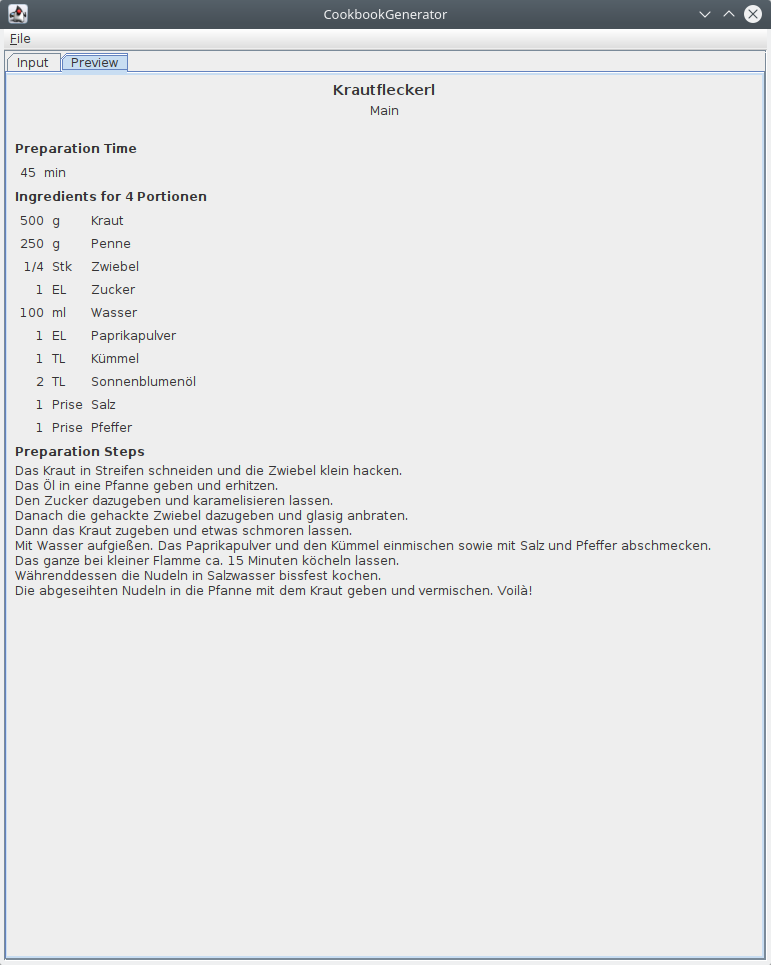 CookbookGenerator
File
Input Preview
Krautfleckerl
Main
Preparation Time
45 min
Ingredients for 4 Portionen
500 g Kraut
250 g Penne
1/4 Stk Zwiebel
1 EL Zucker
100 ml Wasser
1 EL Paprikapulver
1 TL Kümmel
2 TL Sonnenblumenöl
1 Prise Salz
1 Prise Pfeffer
Preparation Steps
Das Kraut in Streifen schneiden und die Zwiebel klein hacken.
Das Öl in eine Pfanne geben und erhitzen.
Den Zucker dazugeben und karamelisieren lassen.
Danach die gehackte Zwiebel dazugeben und glasig anbraten.
Dann das Kraut zugeben und etwas schmoren lassen.
Mit Wasser aufgießen. Das Paprikapulver und den Kümmel einmischen sowie mit Salz und Pfeffer abschmecken.
Das ganze bei kleiner Flamme ca. 15 Minuten köcheln lassen.
Währenddessen die Nudeln in Salzwasser bissfest kochen.
Die abgeseihten Nudeln in die Pfanne mit dem Kraut geben und vermischen. Voilà!